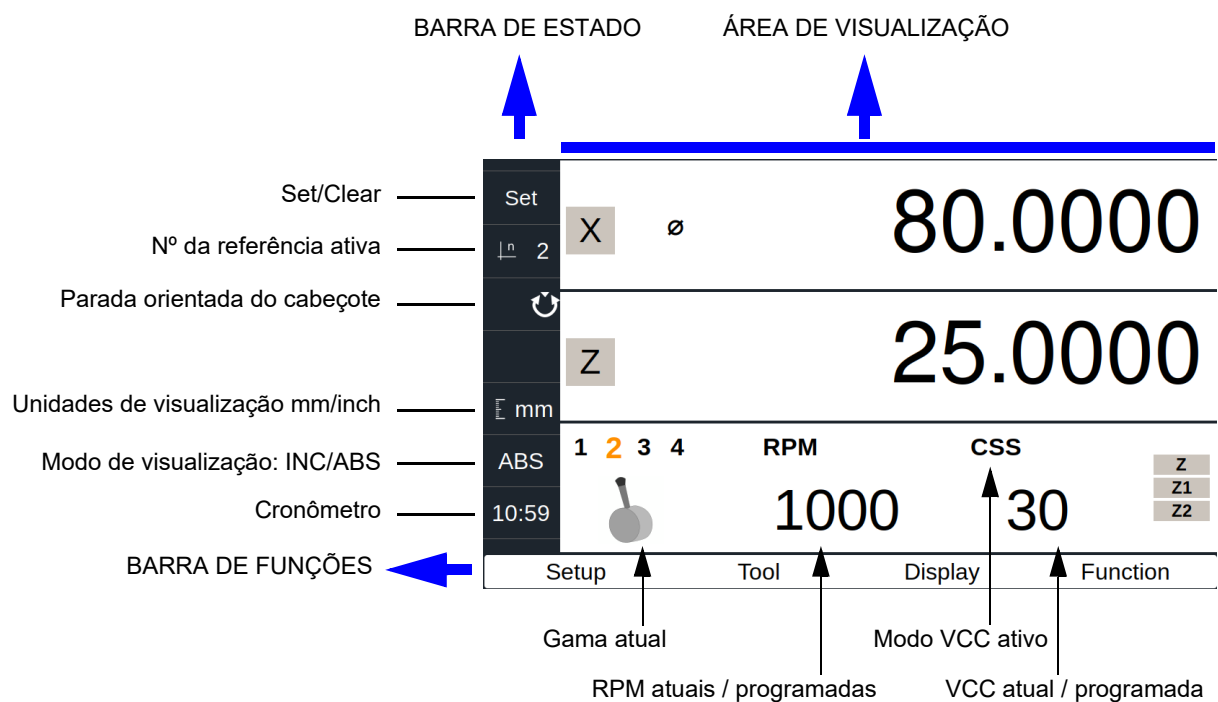 BARRA DE ESTADO
ÁREA DE VISUALIZAÇÃO
Set/Clear
Set
X ⌀ 80.0000
Nº da referência ativa
n 2
Parada orientada do cabeçote
Z 25.0000
Unidades de visualização mm/inch
mm
Modo de visualização: INC/ABS
ABS
1 2 3 4 RPM CSS
Z
Z1
Z2
Cronômetro
10:59
1000 30
BARRA DE FUNÇÕES
Setup Tool Display Function
Gama atual
Modo VCC ativo
RPM atuais / programadas
VCC atual / programada